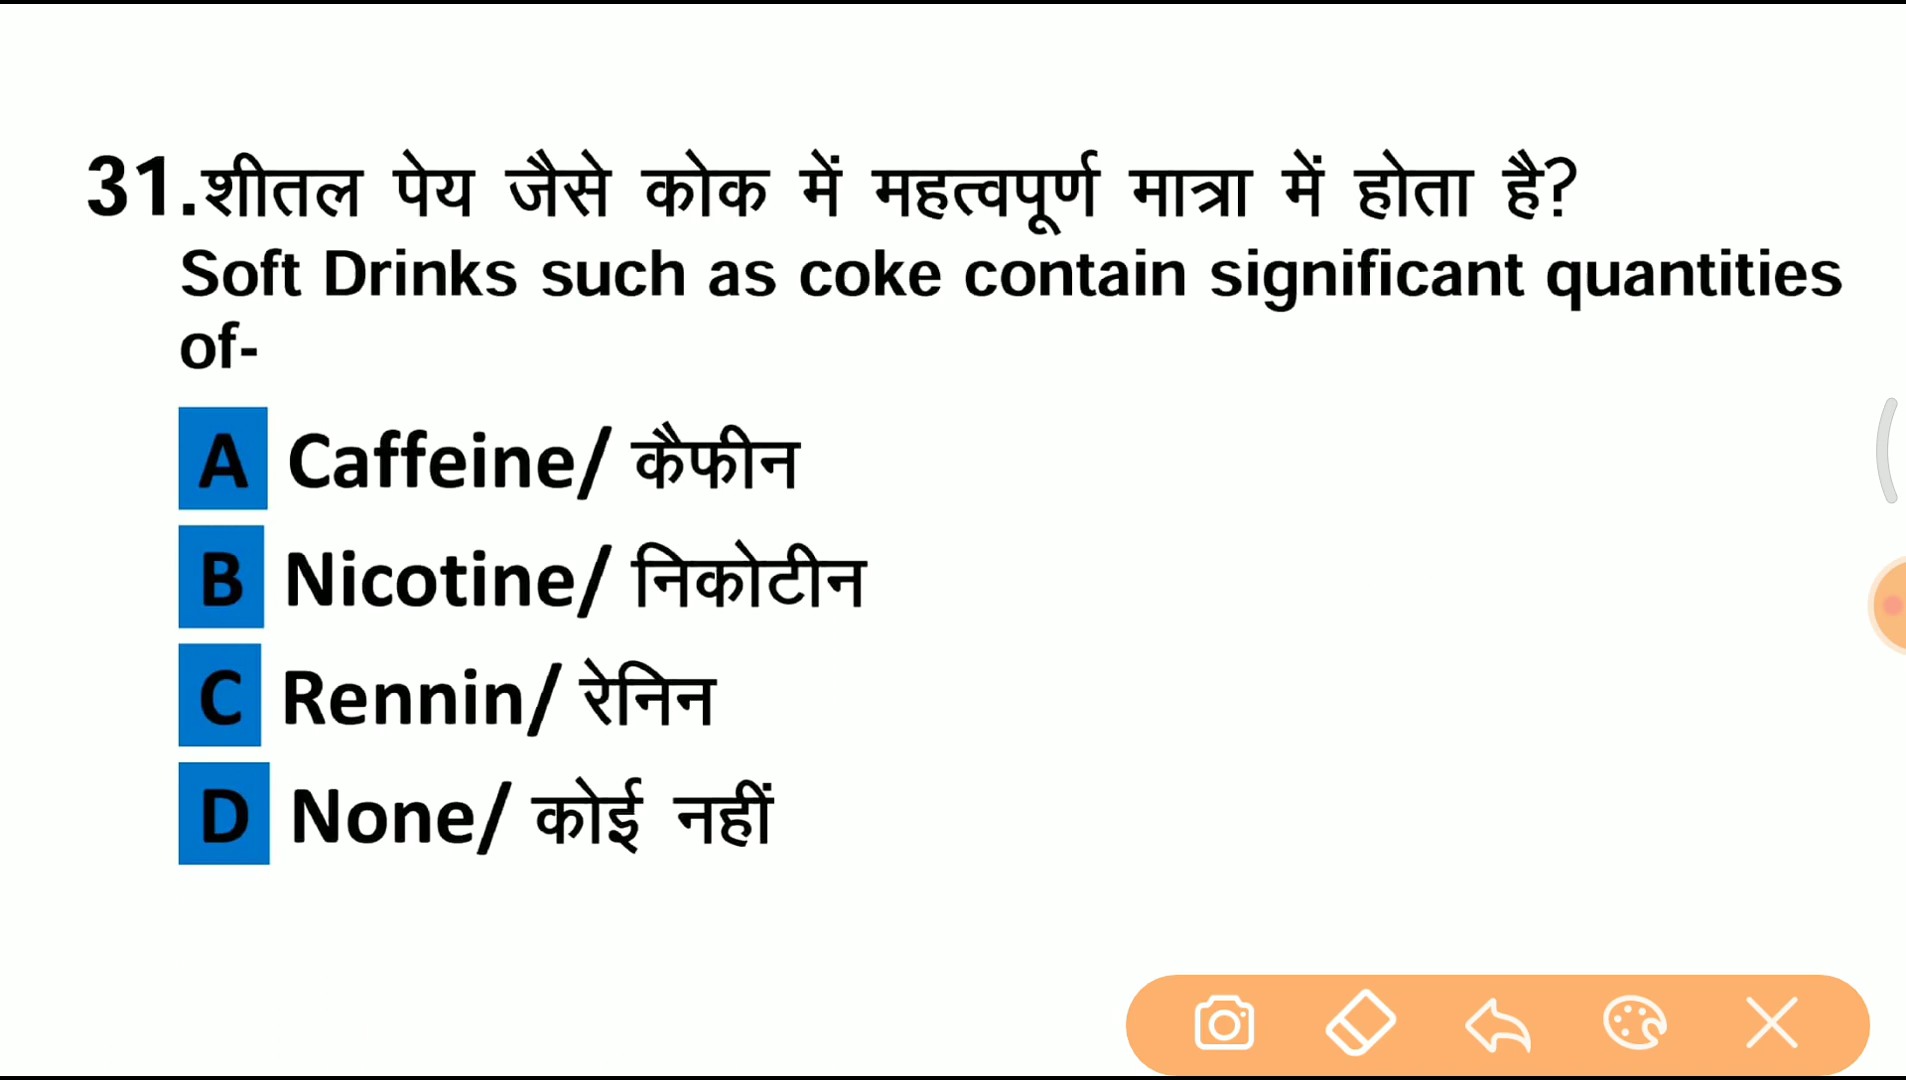 31.शीतल पेय जैसे कोक में महत्वपूर्ण मात्रा में होता है?
Soft Drinks such as coke contain significant quantities
of-
A Caffeine/ कैफीन
B Nicotine/ निकोटीन
C Rennin/ रेनिन
D None/ कोई नहीं